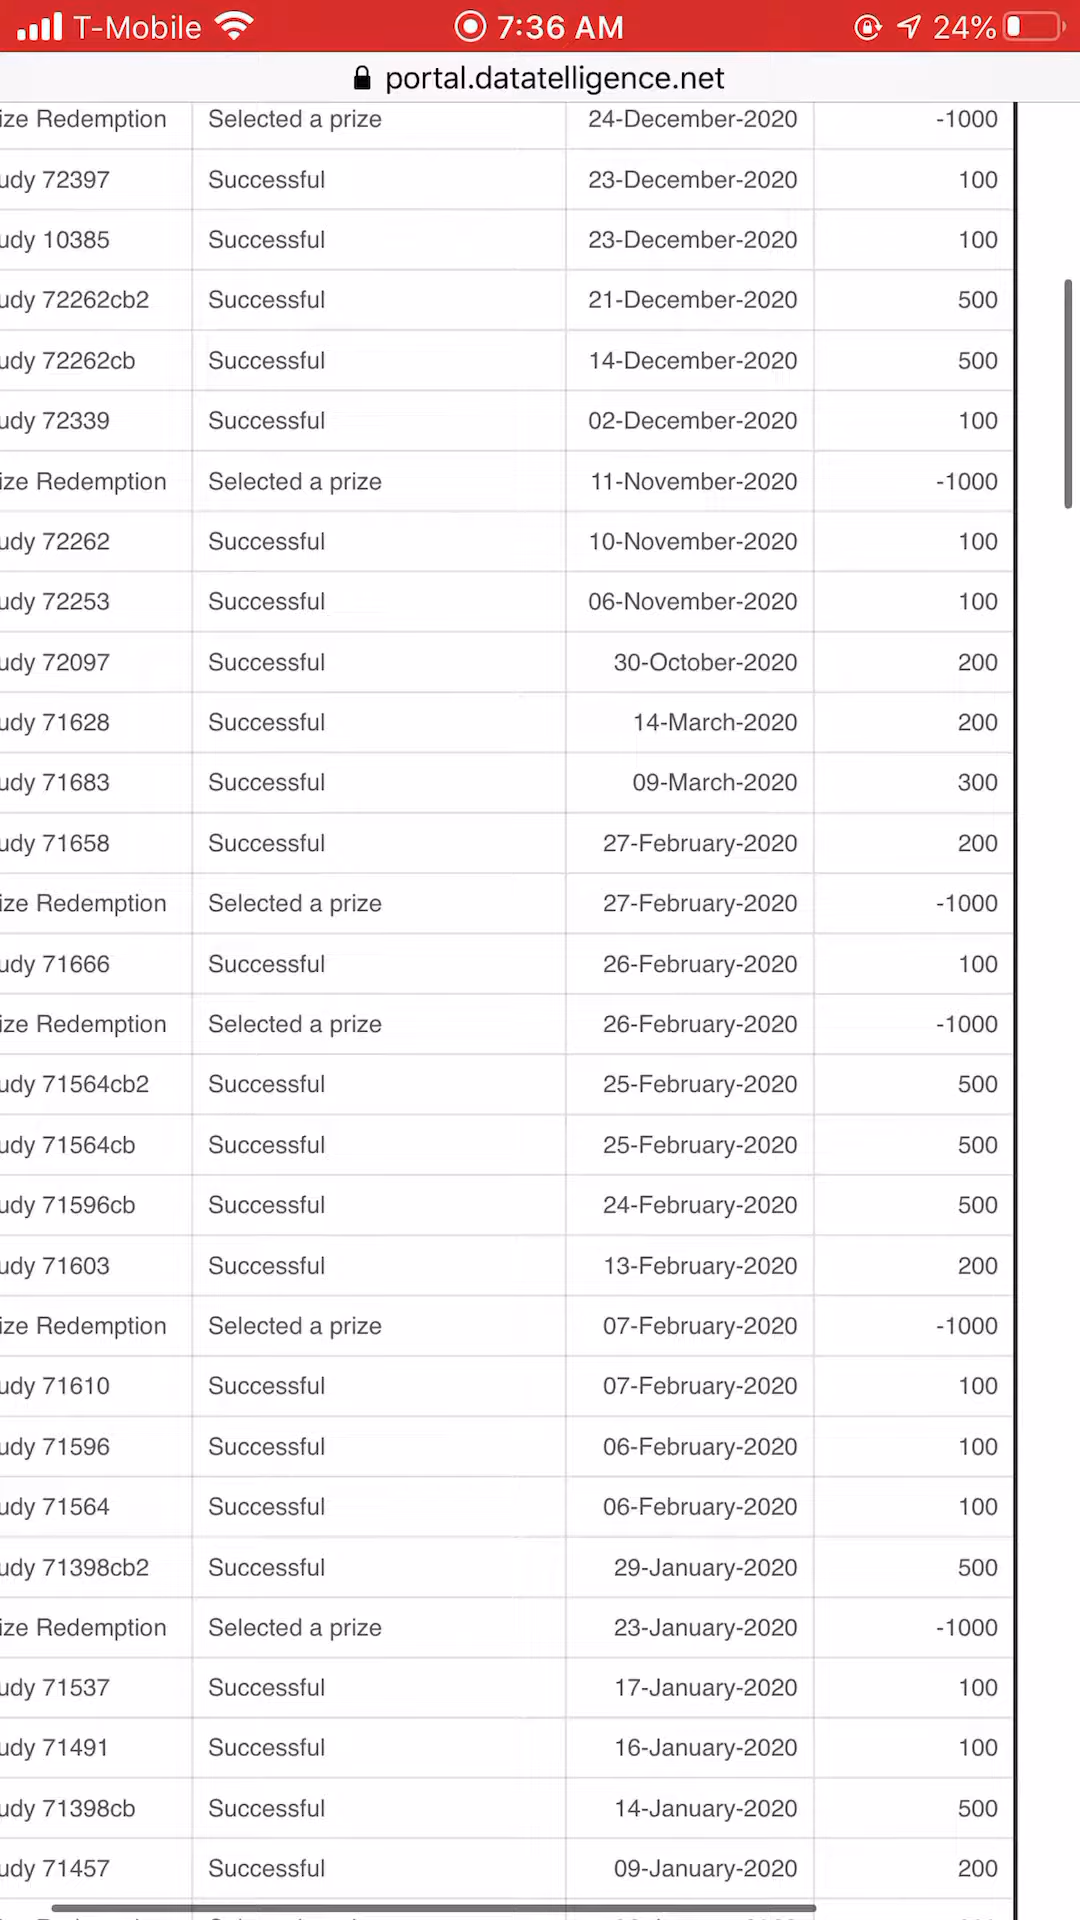 T-Mobile 7:36 AM 24%
portal.datatelligence.net
ize Redemption Selected a prize 24-December-2020 -1000
udy 72397 Successful 23-December-2020 100
udy 10385 Successful 23-December-2020 100
udy 72262cb2 Successful 21-December-2020 500
udy 72262cb Successful 14-December-2020 500
udy 72339 Successful 02-December-2020 100
ize Redemption Selected a prize 11-November-2020 -1000
udy 72262 Successful 10-November-2020 100
udy 72253 Successful 06-November-2020 100
udy 72097 Successful 30-October-2020 200
udy 71628 Successful 14-March-2020 200
udy 71683 Successful 09-March-2020 300
udy 71658 Successful 27-February-2020 200
ize Redemption Selected a prize 27-February-2020 -1000
udy 71666 Successful 26-February-2020 100
ize Redemption Selected a prize 26-February-2020 -1000
udy 71564cb2 Successful 25-February-2020 500
udy 71564cb Successful 25-February-2020 500
udy 71596cb Successful 24-February-2020 500
udy 71603 Successful 13-February-2020 200
ize Redemption Selected a prize 07-February-2020 -1000
udy 71610 Successful 07-February-2020 100
udy 71596 Successful 06-February-2020 100
udy 71564 Successful 06-February-2020 100
udy 71398cb2 Successful 29-January-2020 500
ize Redemption Selected a prize 23-January-2020 -1000
udy 71537 Successful 17-January-2020 100
udy 71491 Successful 16-January-2020 100
udy 71398cb Successful 14-January-2020 500
udy 71457 Successful 09-January-2020 200